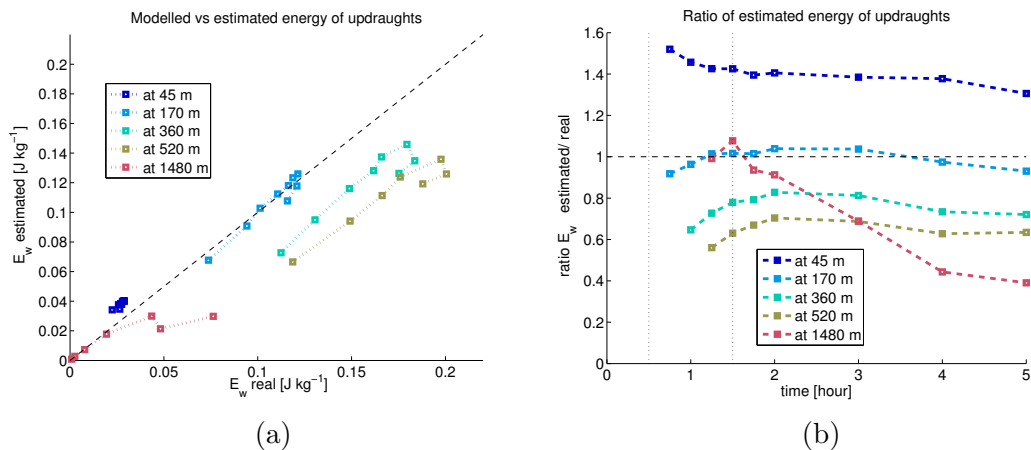 Modelled vs estimated energy of updraughts
0.2
0.18
0.16
0.14
0.12
0.1
0.08
0.06
0.04
0.02
0
0
0.05
0.1
0.15
0.2
E_w estimated [J kg⁻¹]
E_w real [J kg⁻¹]
at 45 m
at 170 m
at 360 m
at 520 m
at 1480 m
(a)
Ratio of estimated energy of updraughts
1.6
1.4
1.2
1
0.8
0.6
0.4
0.2
0
0
1
2
3
4
5
ratio E_w estimated/ real
time [hour]
at 45 m
at 170 m
at 360 m
at 520 m
at 1480 m
(b)